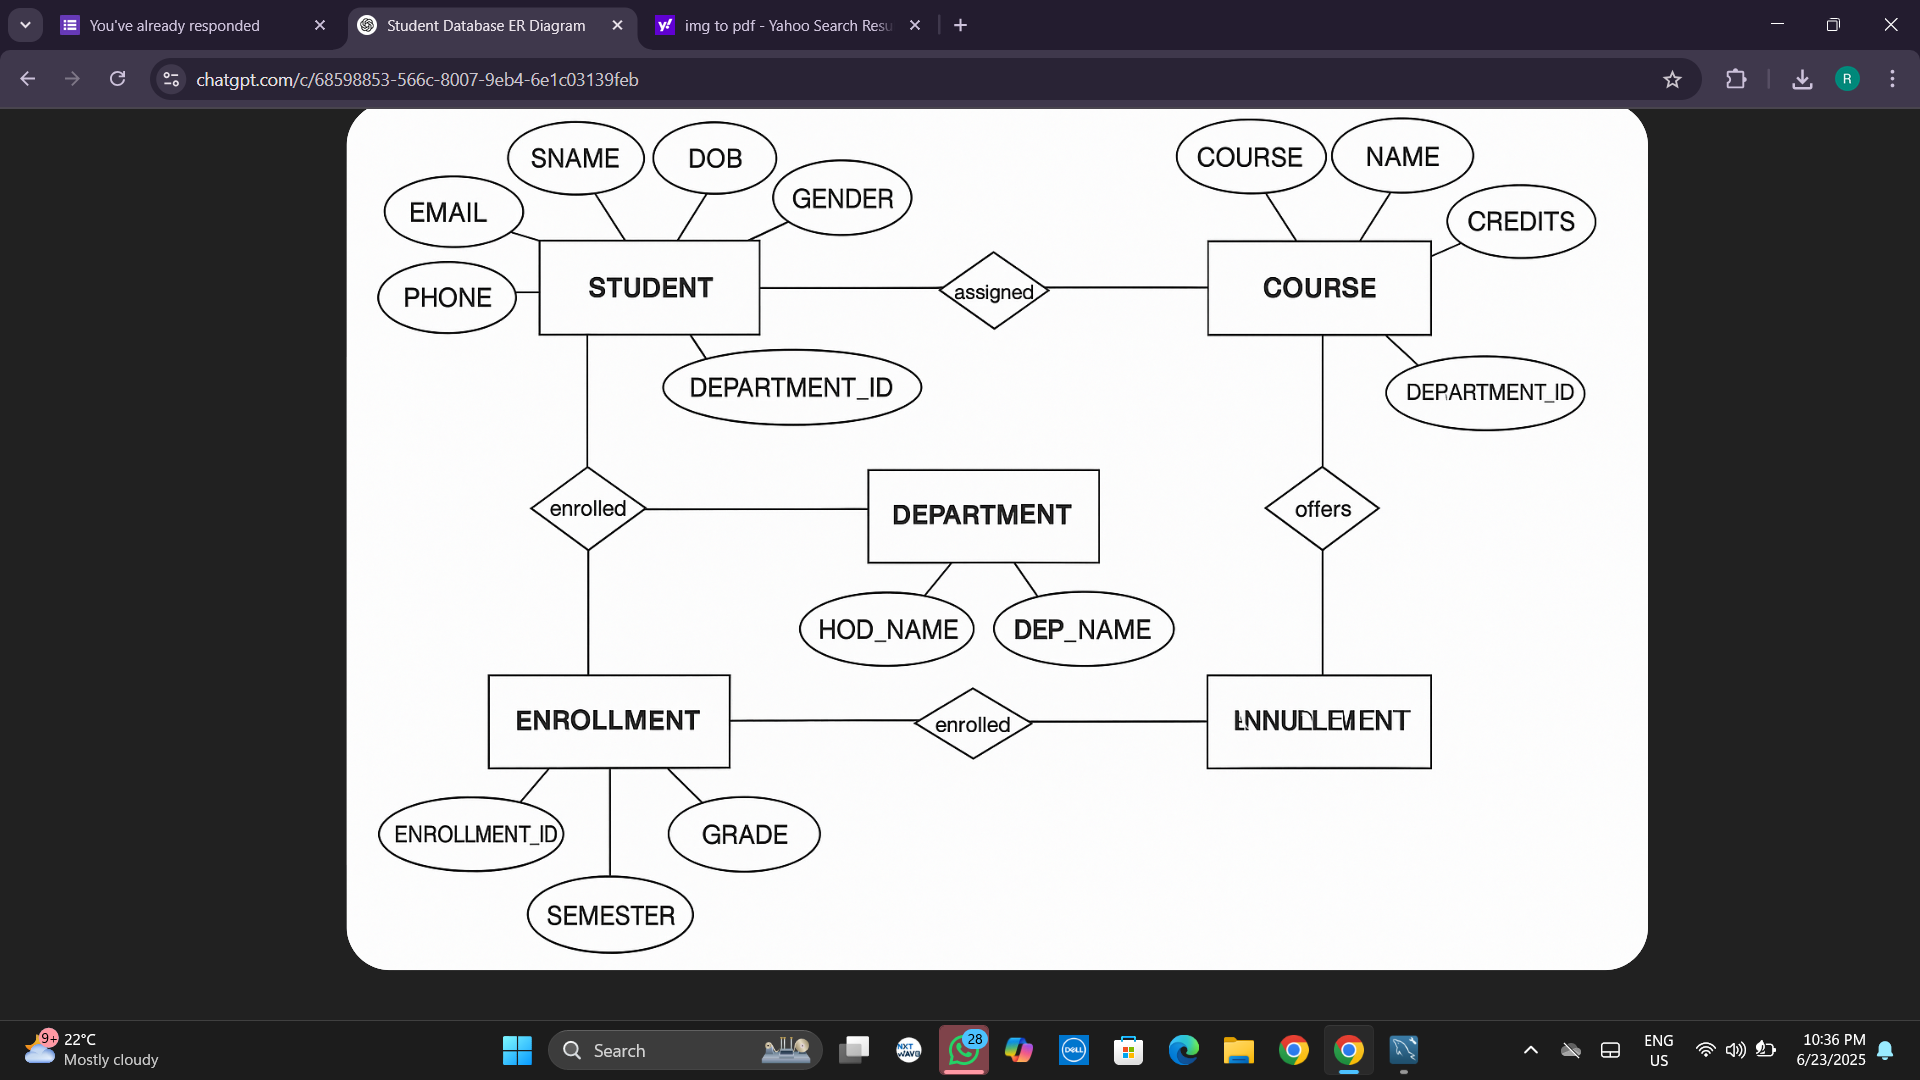 You've already responded
Student Database ER Diagram
img to pdf - Yahoo Search Resu
chatgpt.com/c/68598853-566c-8007-9eb4-6e1c03139feb
R
SNAME
DOB
GENDER
EMAIL
PHONE
STUDENT
DEPARTMENT_ID
assigned
COURSE
NAME
CREDITS
COURSE
DEPARTMENT_ID
enrolled
DEPARTMENT
HOD_NAME
DEP_NAME
offers
ENROLLMENT
enrolled
ENROLLMENT_ID
GRADE
SEMESTER
9+
22°C
Mostly cloudy
Search
NXT
WAVE
28
DELL
ENG
US
10:36 PM
6/23/2025